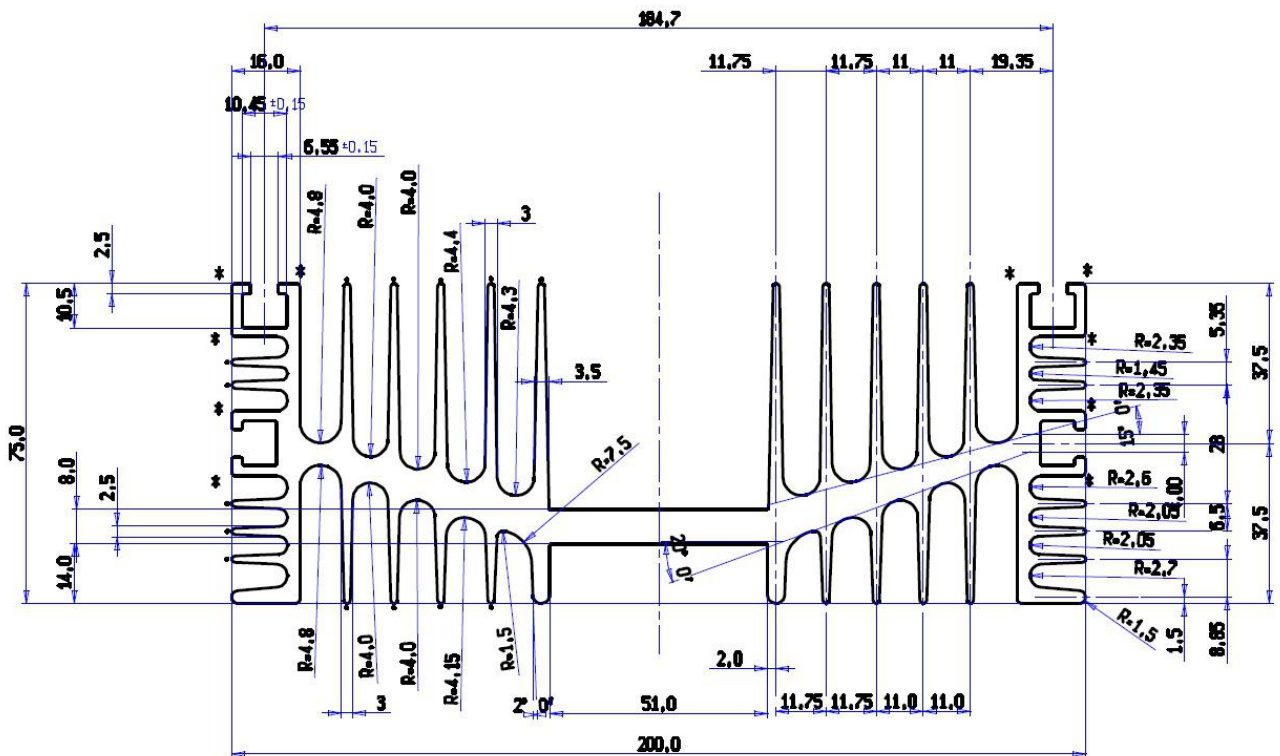 184,7
16,0
11,75
11,75
11
11
19,35
10,45 ±0,15
6,55 ±0.15
R=4,8
R=4,0
R=4,0
R=4,4
3
R=4,3
2,5
10,5
*
*
*
*
75,0
*
*
*
*
*
*
3,5
R=7,5
8,0
2,5
14,0
R=2,35
R=1,45
R=2,35
15° 0'
5,35
37,5
28
R=2,6
R=2,05
R=2,05
R=2,7
6,5
37,5
20° 0'
R=4,8
R=4,0
R=4,0
R=4,15
R=1,5
2,0
R=1,5
1,5
8,85
3
2° 0'
51,0
11,75
11,75
11,0
11,0
200,0